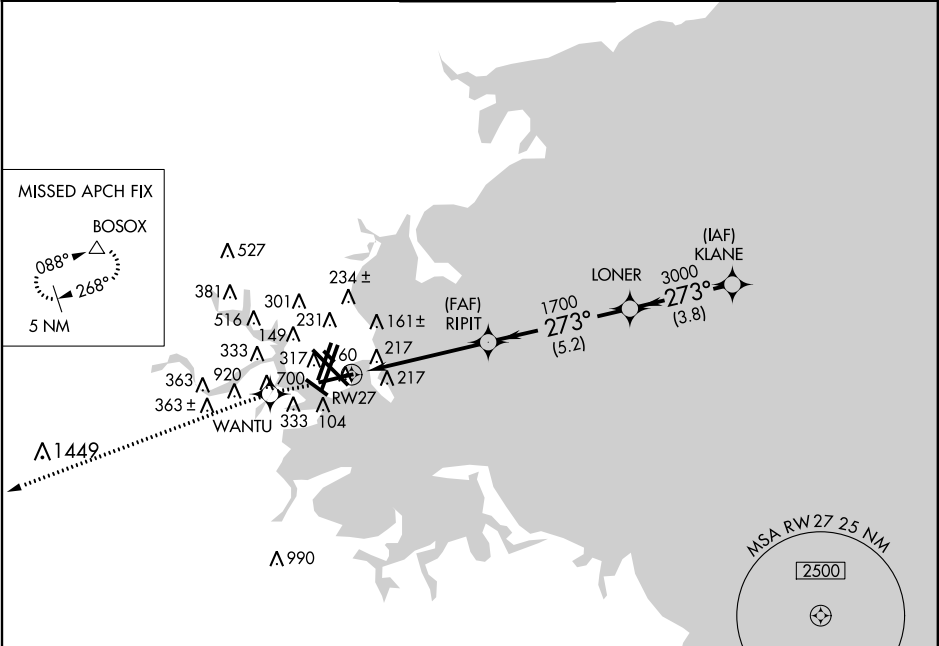 MISSED APCH FIX
BOSOX
088°
268°
5 NM
527
381
516
333
363
363 ±
920
149
301
231
234 ±
161±
217
217
317
60
700
RW27
WANTU
333
104
1449
990
(FAF)
RIPIT
1700
273°
(5.2)
LONER
3000
273°
(3.8)
(IAF)
KLANE
MSA RW27 25 NM
2500